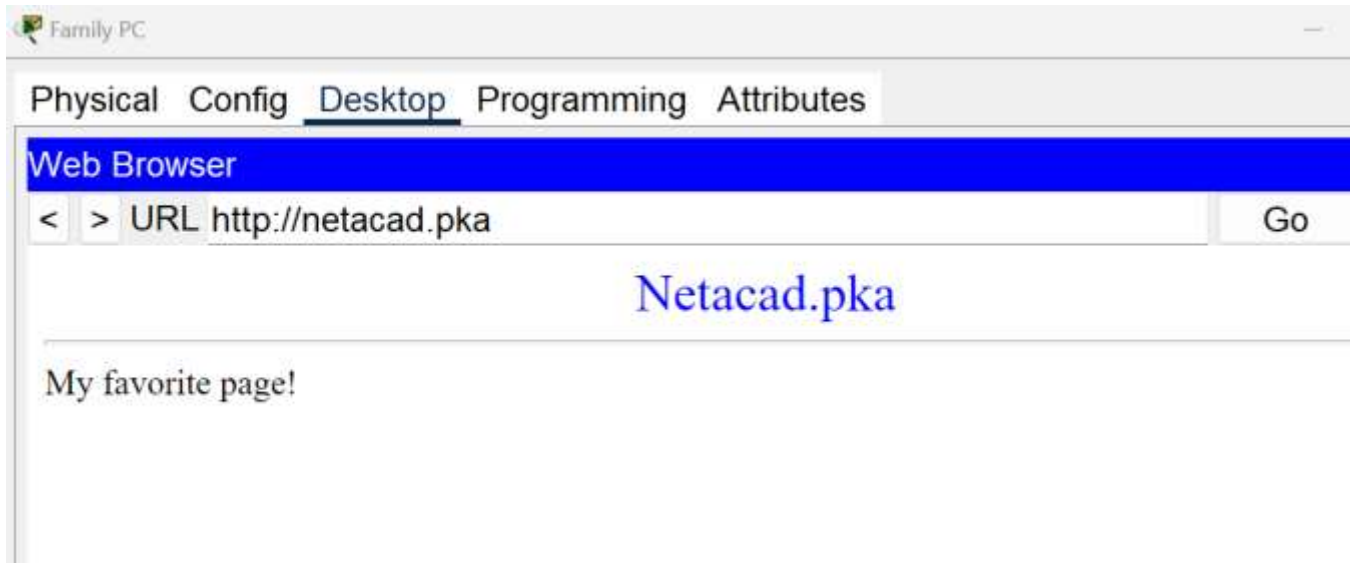 Family PC
Physical Config Desktop Programming Attributes
Web Browser
< > URL http://netacad.pka Go
Netacad.pka
My favorite page!